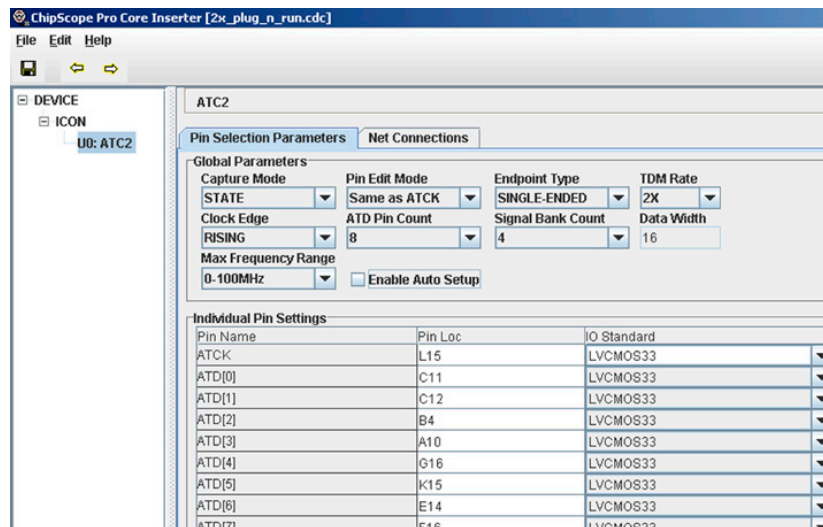 ChipScope Pro Core Inserter [2x_plug_n_run.cdc]
File Edit Help
DEVICE
ICON
U0: ATC2
ATC2
Pin Selection Parameters Net Connections
Global Parameters
Capture Mode Pin Edit Mode Endpoint Type TDM Rate
STATE Same as ATCK SINGLE-ENDED 2X
Clock Edge ATD Pin Count Signal Bank Count Data Width
RISING 8 4 16
Max Frequency Range
0-100MHz Enable Auto Setup
Individual Pin Settings
Pin Name Pin Loc IO Standard
ATCK L15 LVCMOS33
ATD[0] C11 LVCMOS33
ATD[1] C12 LVCMOS33
ATD[2] B4 LVCMOS33
ATD[3] A10 LVCMOS33
ATD[4] G16 LVCMOS33
ATD[5] K15 LVCMOS33
ATD[6] E14 LVCMOS33
ATD[7] LVCMOS33